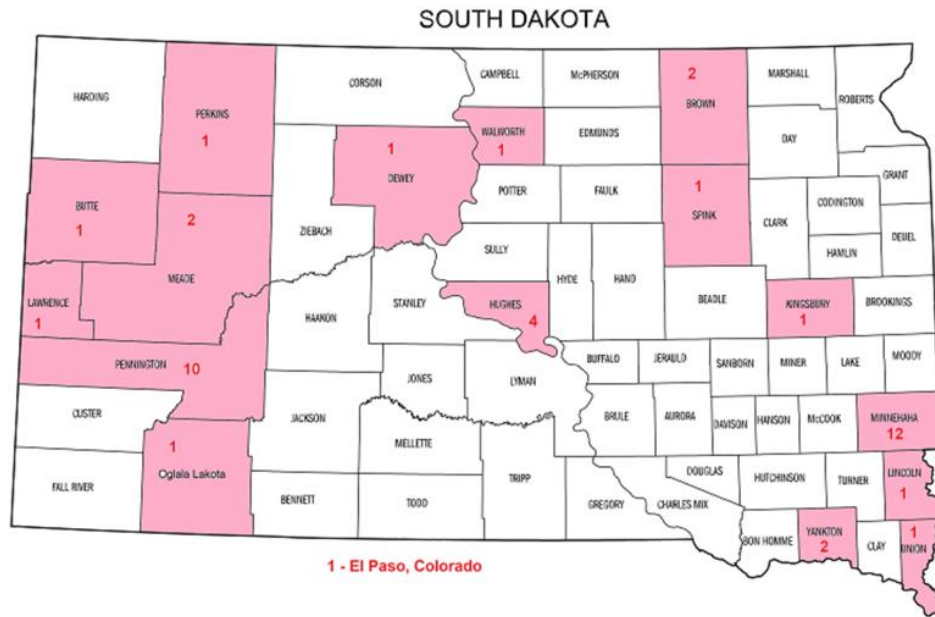 SOUTH DAKOTA
HARDING
PERKINS
1
CORSON
CAMPBELL
McPHERSON
2
BROWN
MARSHALL
ROBERTS
WALWORTH
1
EDMUNDS
DAY
1
DEWEY
BUTTE
1
2
MEADE
ZIEBACH
POTTER
FAULK
1
SPINK
CLARK
CODINGTON
GRANT
DEUEL
HAMLIN
SULLY
HYDE
HAND
LAWRENCE
1
HAAKON
STANLEY
HUGHES
4
BEADLE
KINGSBURY
1
BROOKINGS
PENNINGTON
10
JONES
LYMAN
BUFFALO
JERAULD
SANBORN
MINER
LAKE
MOODY
CUSTER
JACKSON
BRULE
AURORA
DAVISON
HANSON
McCOOK
MINNEHAHA
12
1
Oglala Lakota
MELLETTE
TRIPP
FALL RIVER
BENNETT
TODD
GREGORY
DOUGLAS
CHARLES MIX
HUTCHINSON
TURNER
LINCOLN
1
BON HOMME
YANKTON
2
CLAY
1
UNION
1 - El Paso, Colorado